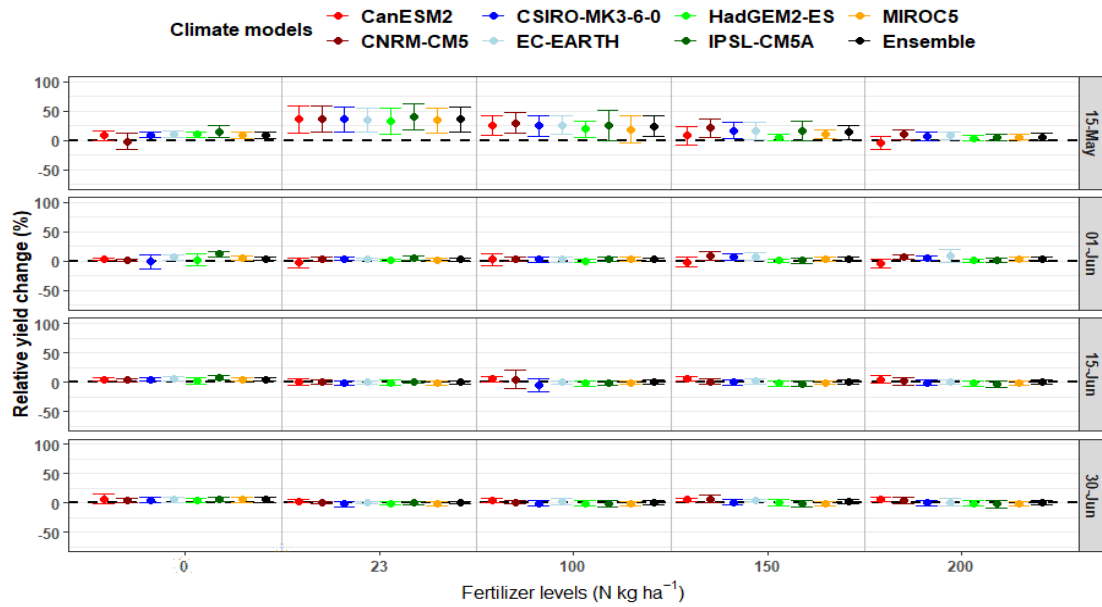 Climate models
CanESM2 CSIRO-MK3-6-0 HadGEM2-ES MIROC5
CNRM-CM5 EC-EARTH IPSL-CM5A Ensemble
Relative yield change (%)
100
50
0
-50
15-May
100
50
0
-50
01-Jun
100
50
0
-50
15-Jun
100
50
0
-50
30-Jun
0 23 100 150 200
Fertilizer levels (N kg ha⁻¹)